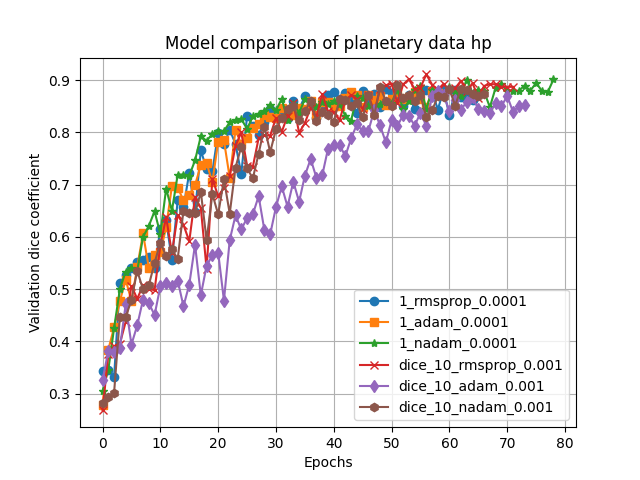 Model comparison of planetary data hp
Validation dice coefficient
0.9
0.8
0.7
0.6
0.5
0.4
0.3
1_rmsprop_0.0001
1_adam_0.0001
1_nadam_0.0001
dice_10_rmsprop_0.001
dice_10_adam_0.001
dice_10_nadam_0.001
0 10 20 30 40 50 60 70 80
Epochs